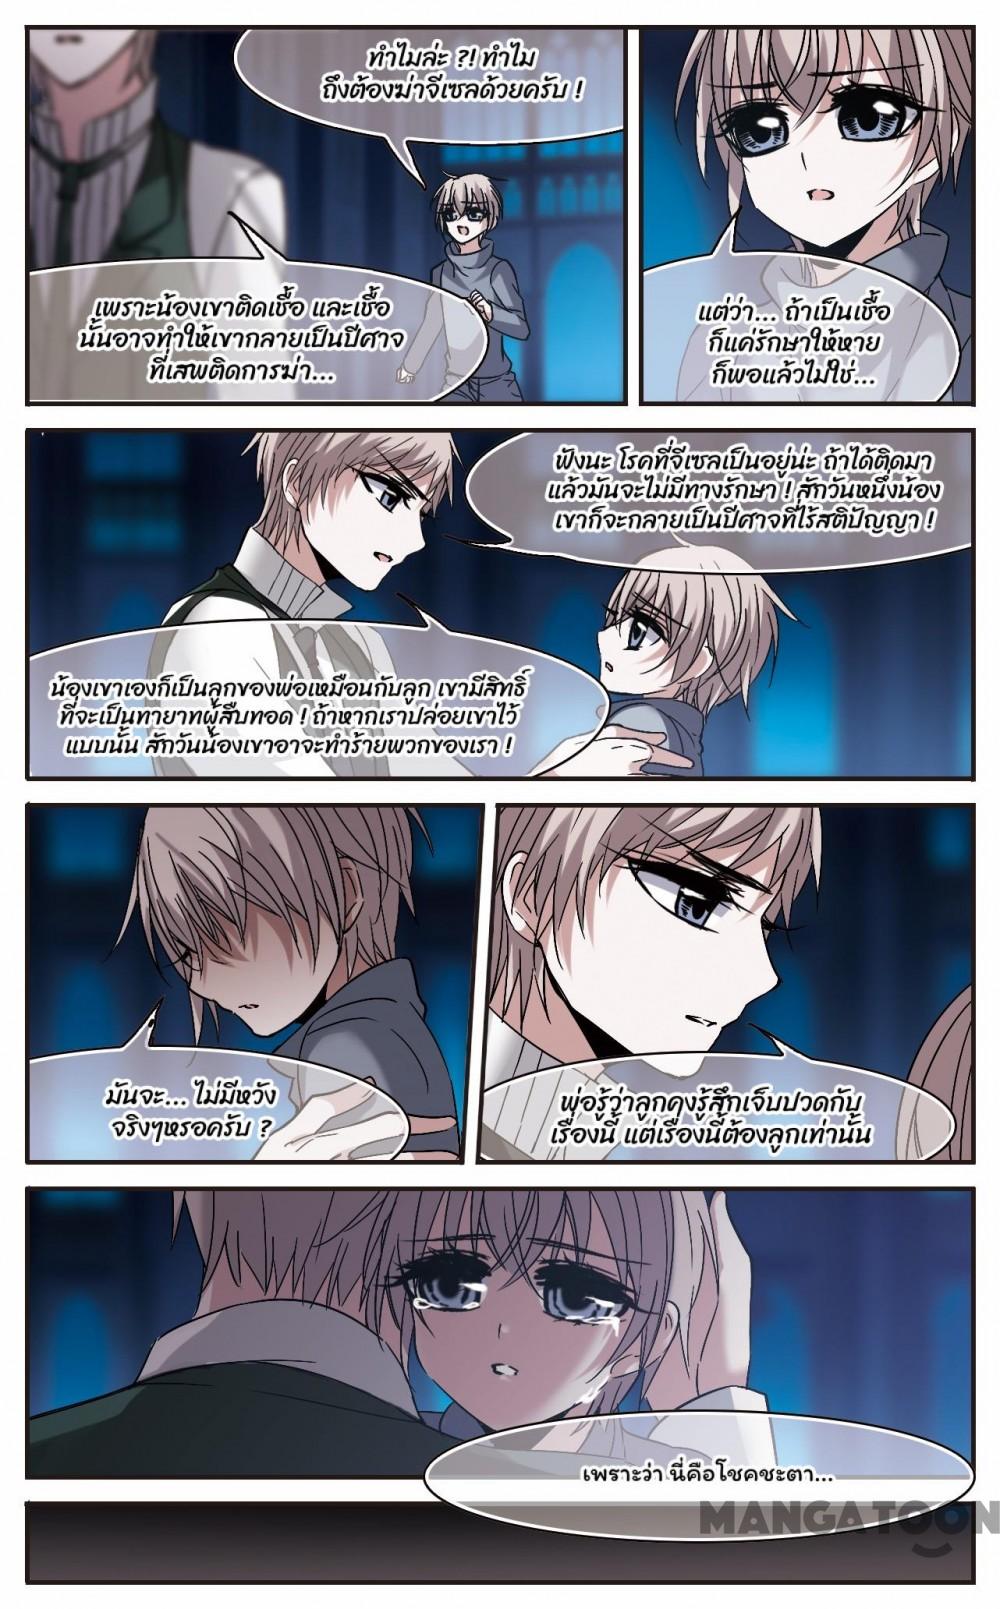 ทำไมล่ะ ?! ทำไม
ถึงต้องฆ่าจีเซลด้วยครับ !
เพราะน้องเขาติดเชื้อ และเชื้อ
นั้นอาจทำให้เขากลายเป็นปีศาจ
ที่เสพติดการฆ่า...
แต่ว่า... ถ้าเป็นเชื้อ
ก็แค่รักษาให้หาย
ก็พอแล้วไม่ใช่...
ฟังนะ โรคที่จีเซลเป็นอยู่น่ะ ถ้าได้ติดมา
แล้วมันจะไม่มีทางรักษา ! สักวันหนึ่งน้อง
เขาก็จะกลายเป็นปีศาจที่ไร้สติปัญญา !
น้องเขาเองก็เป็นลูกของพ่อเหมือนกับลูก เขามีสิทธิ์
ที่จะเป็นทายาทผู้สืบทอด ! ถ้าหากเราปล่อยเขาไว้
แบบนั้น สักวันน้องเขาอาจจะทำร้ายพวกของเรา !
มันจะ... ไม่มีหวัง
จริงๆหรอครับ ?
พ่อรู้ว่าลูกคงรู้สึกเจ็บปวดกับ
เรื่องนี้ แต่เรื่องนี้ต้องลูกเท่านั้น
เพราะว่า นี่คือโชคชะตา...
MANGATOON